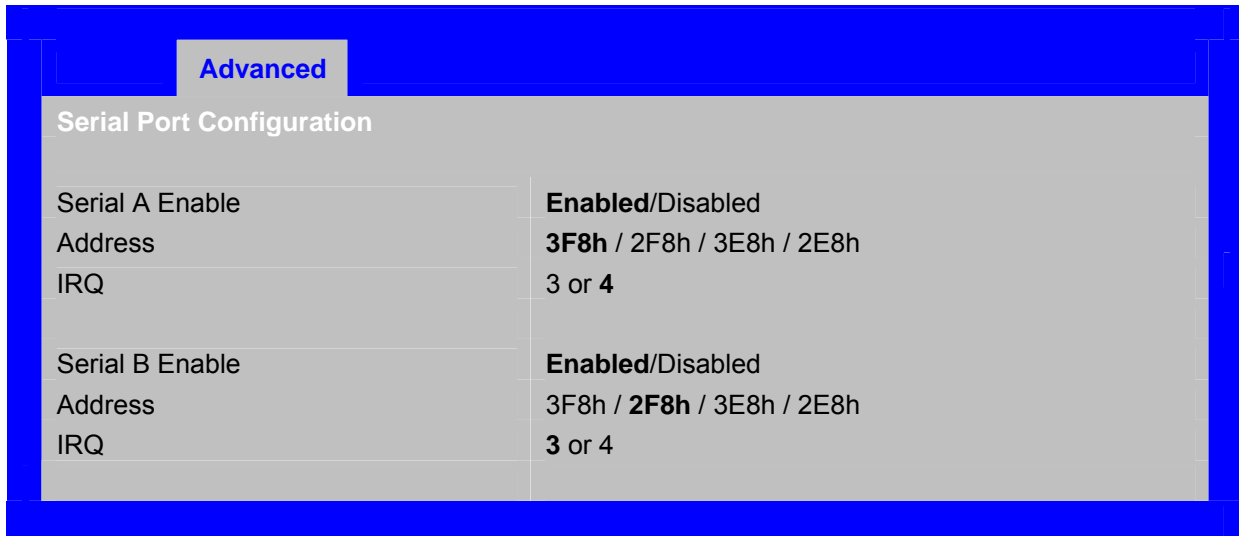 Advanced
Serial Port Configuration
Serial A Enable Enabled/Disabled
Address 3F8h / 2F8h / 3E8h / 2E8h
IRQ 3 or 4
Serial B Enable Enabled/Disabled
Address 3F8h / 2F8h / 3E8h / 2E8h
IRQ 3 or 4